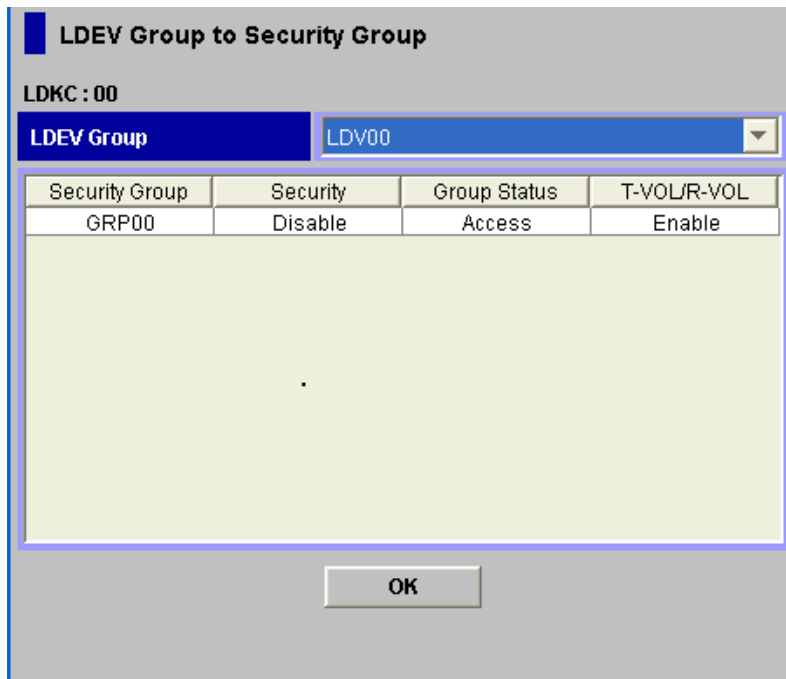 LDEV Group to Security Group
LDKC : 00
LDEV Group LDV00
Security Group Security Group Status T-VOL/R-VOL
GRP00 Disable Access Enable
OK